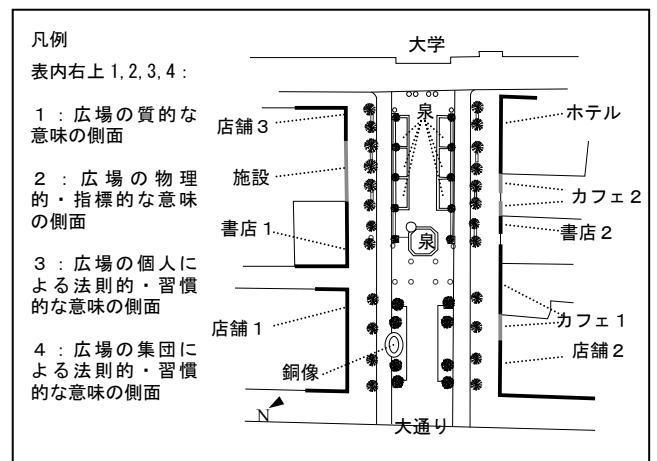 凡例
表内右上 1, 2, 3, 4 :
1 : 広場の質的な
意味の側面
2 : 広場の物理
的・指標的な意味
の側面
3 : 広場の個人に
よる法則的・習慣
的な意味の側面
4 : 広場の集団に
よる法則的・習慣
的な意味の側面
大学
泉
店舗3
ホテル
施設
カフェ2
書店1
書店2
泉
店舗1
カフェ1
店舗2
銅像
N
大通り